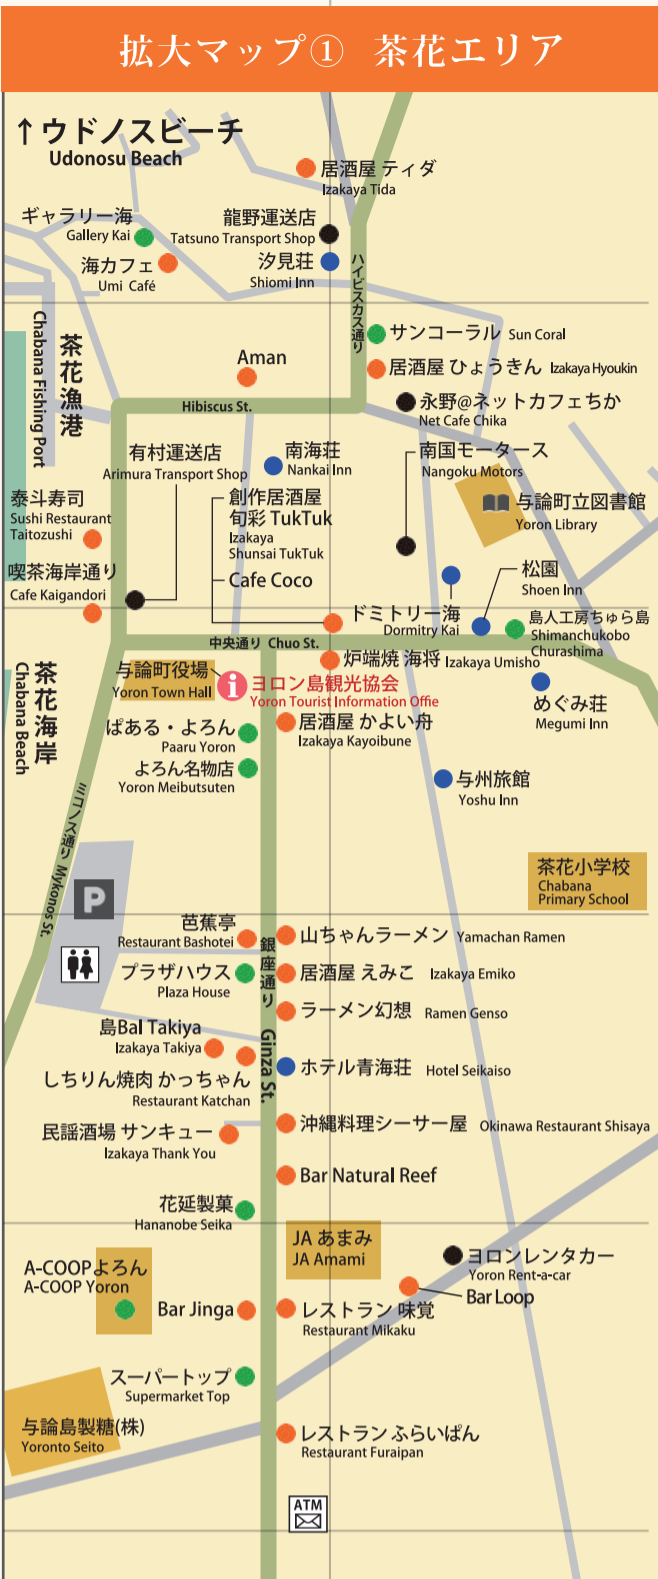 拡大マップ① 茶花エリア
↑ウドノスビーチ
Udonosu Beach
居酒屋 ティダ
Izakaya Tida
ギャラリー海
Gallery Kai
龍野運送店
Tatsuno Transport Shop
海カフェ
Umi Café
汐見荘
Shiomi Inn
ハイビスカス通り
サンコーラル Sun Coral
茶花漁港
Chabana Fishing Port
Aman
居酒屋 ひょうきん Izakaya Hyoukin
Hibiscus St.
永野@ネットカフェちか
Net Cafe Chika
有村運送店
Arimura Transport Shop
南海荘
Nankai Inn
南国モータース
Nangoku Motors
泰斗寿司
Sushi Restaurant
Taitozushi
創作居酒屋
旬彩 TukTuk
Izakaya
Shunsai TukTuk
Cafe Coco
与論町立図書館
Yoron Library
喫茶海岸通り
Cafe Kaigandori
ドミトリー海
Dormitry Kai
松園
Shoen Inn
島人工房ちゅら島
Shimanchukobo
Churashima
中央通り Chuo St.
炉端焼 海将 Izakaya Umisho
茶花海岸
Chabana Beach
与論町役場
Yoron Town Hall
i
ヨロン島観光協会
Yoron Tourist Information Offie
めぐみ荘
Megumi Inn
ぱある・よろん
Paaru Yoron
居酒屋 かよい舟
Izakaya Kayoibune
よろん名物店
Yoron Meibutsuten
与州旅館
Yoshu Inn
ミコノス通り Mykonos St.
P
茶花小学校
Chabana
Primary School
芭蕉亭
Restaurant Bashotei
銀座通り Ginza St.
山ちゃんラーメン Yamachan Ramen
プラザハウス
Plaza House
居酒屋 えみこ Izakaya Emiko
ラーメン幻想 Ramen Genso
島Bal Takiya
Izakaya Takiya
しちりん焼肉 かっちゃん
Restaurant Katchan
ホテル青海荘 Hotel Seikaiso
民謡酒場 サンキュー
Izakaya Thank You
沖縄料理シーサー屋 Okinawa Restaurant Shisaya
Bar Natural Reef
花延製菓
Hananobe Seika
JA あまみ
JA Amami
ヨロンレンタカー
Yoron Rent-a-car
A-COOPよろん
A-COOP Yoron
Bar Loop
Bar Jinga
レストラン 味覚
Restaurant Mikaku
スーパートップ
Supermarket Top
与論島製糖(株)
Yoronto Seito
レストラン ふらいぱん
Restaurant Furaipan
ATM